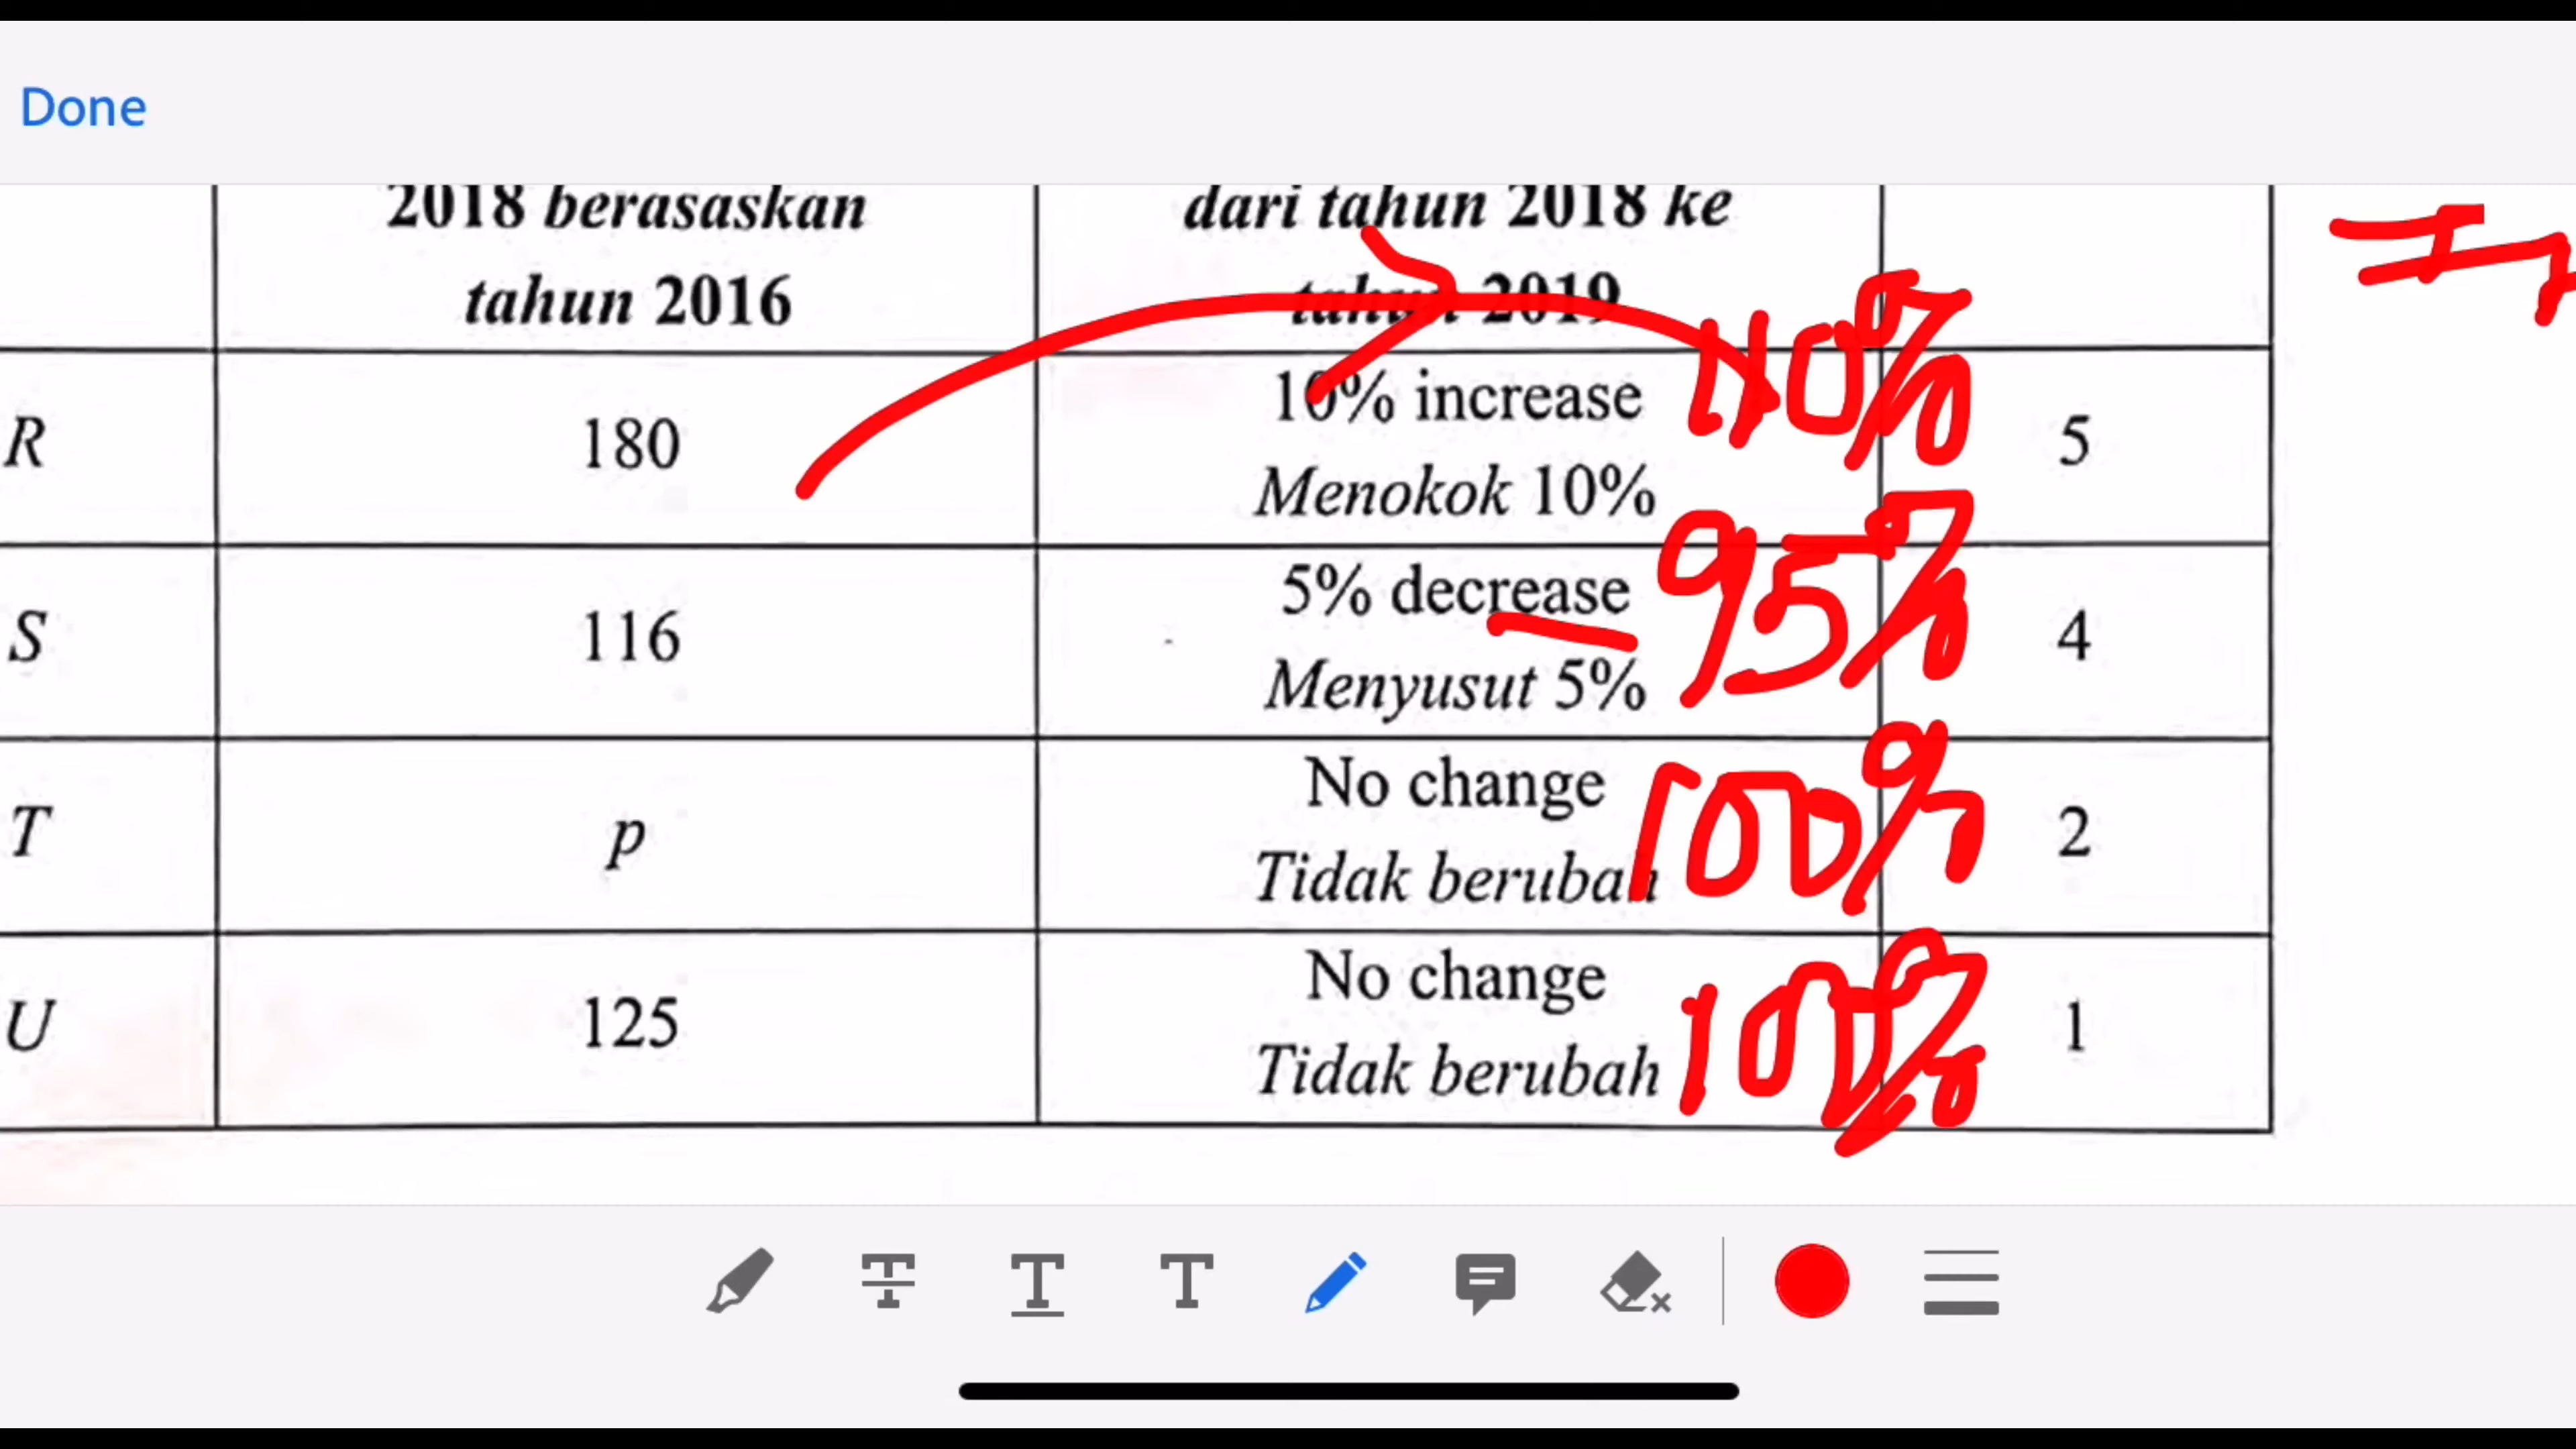 Done
2018 berasaskan
tahun 2016
dari tahun 2018 ke
tahun 2019
R
180
10% increase
Menokok 10%
110%
5
S
116
5% decrease
Menyusut 5%
95%
4
T
p
No change
Tidak berubah
100%
2
U
125
No change
Tidak berubah
100%
1